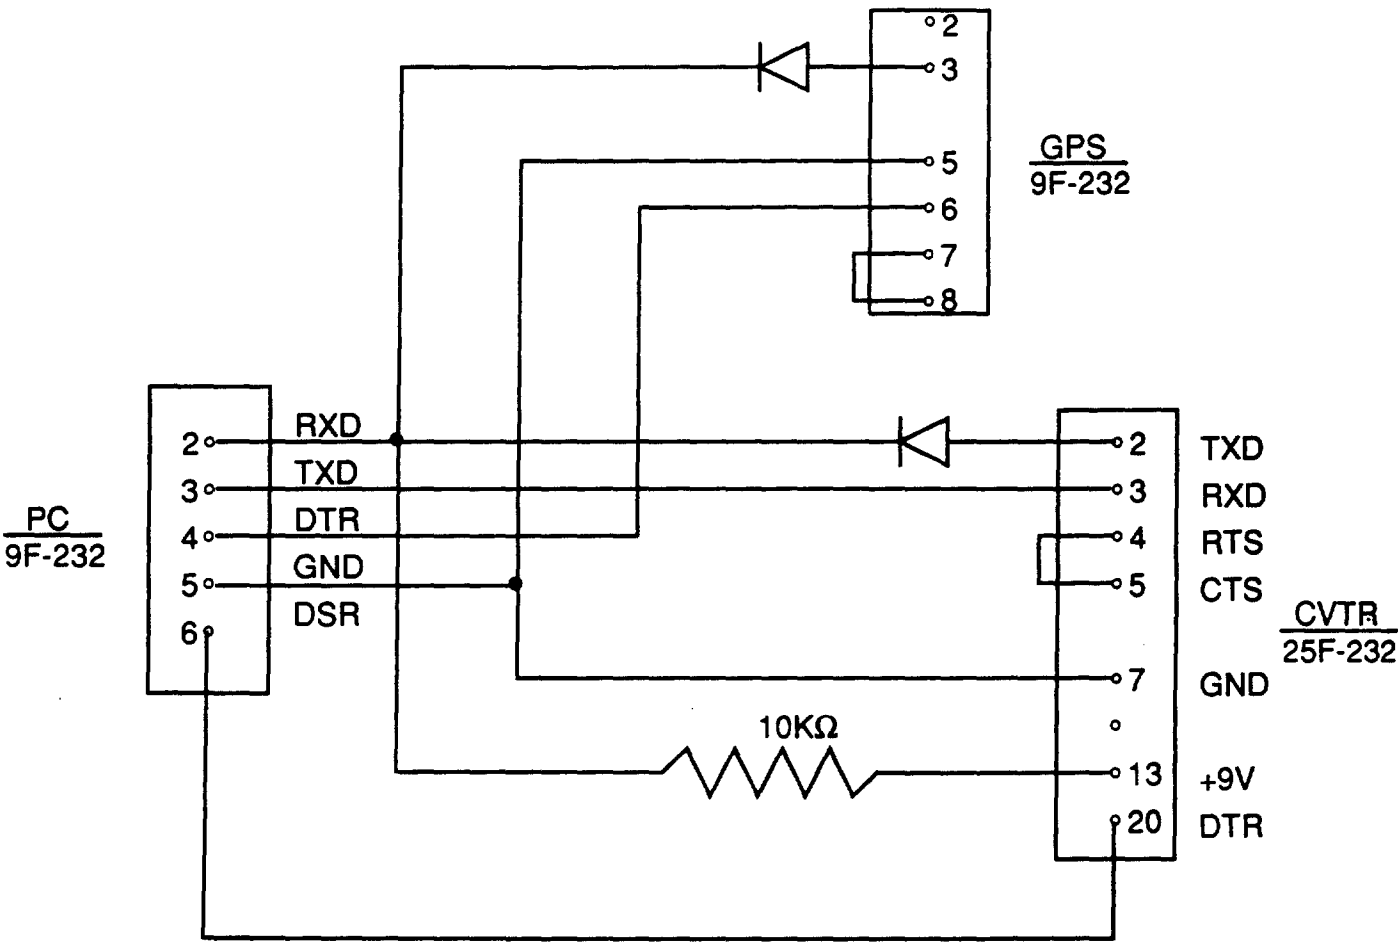 2
3
5
6
7
8
GPS
9F-232
PC
9F-232
2
3
4
5
6
RXD
TXD
DTR
GND
DSR
10KΩ
2 TXD
3 RXD
4 RTS
5 CTS
7 GND
13 +9V
20 DTR
CVTR
25F-232